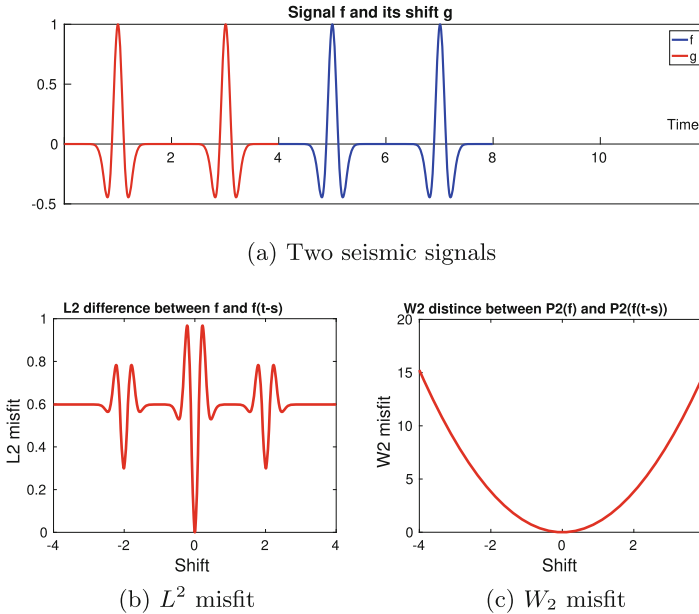 Signal f and its shift g
1
0.5
0
-0.5
f
g
Time
2
4
6
8
10
(a) Two seismic signals
L2 difference between f and f(t-s)
L2 misfit
1
0.8
0.6
0.4
0.2
0
-4
-2
0
2
4
Shift
(b) L² misfit
W2 distince between P2(f) and P2(f(t-s))
W2 misfit
20
15
10
5
0
-4
-2
0
2
Shift
(c) W₂ misfit